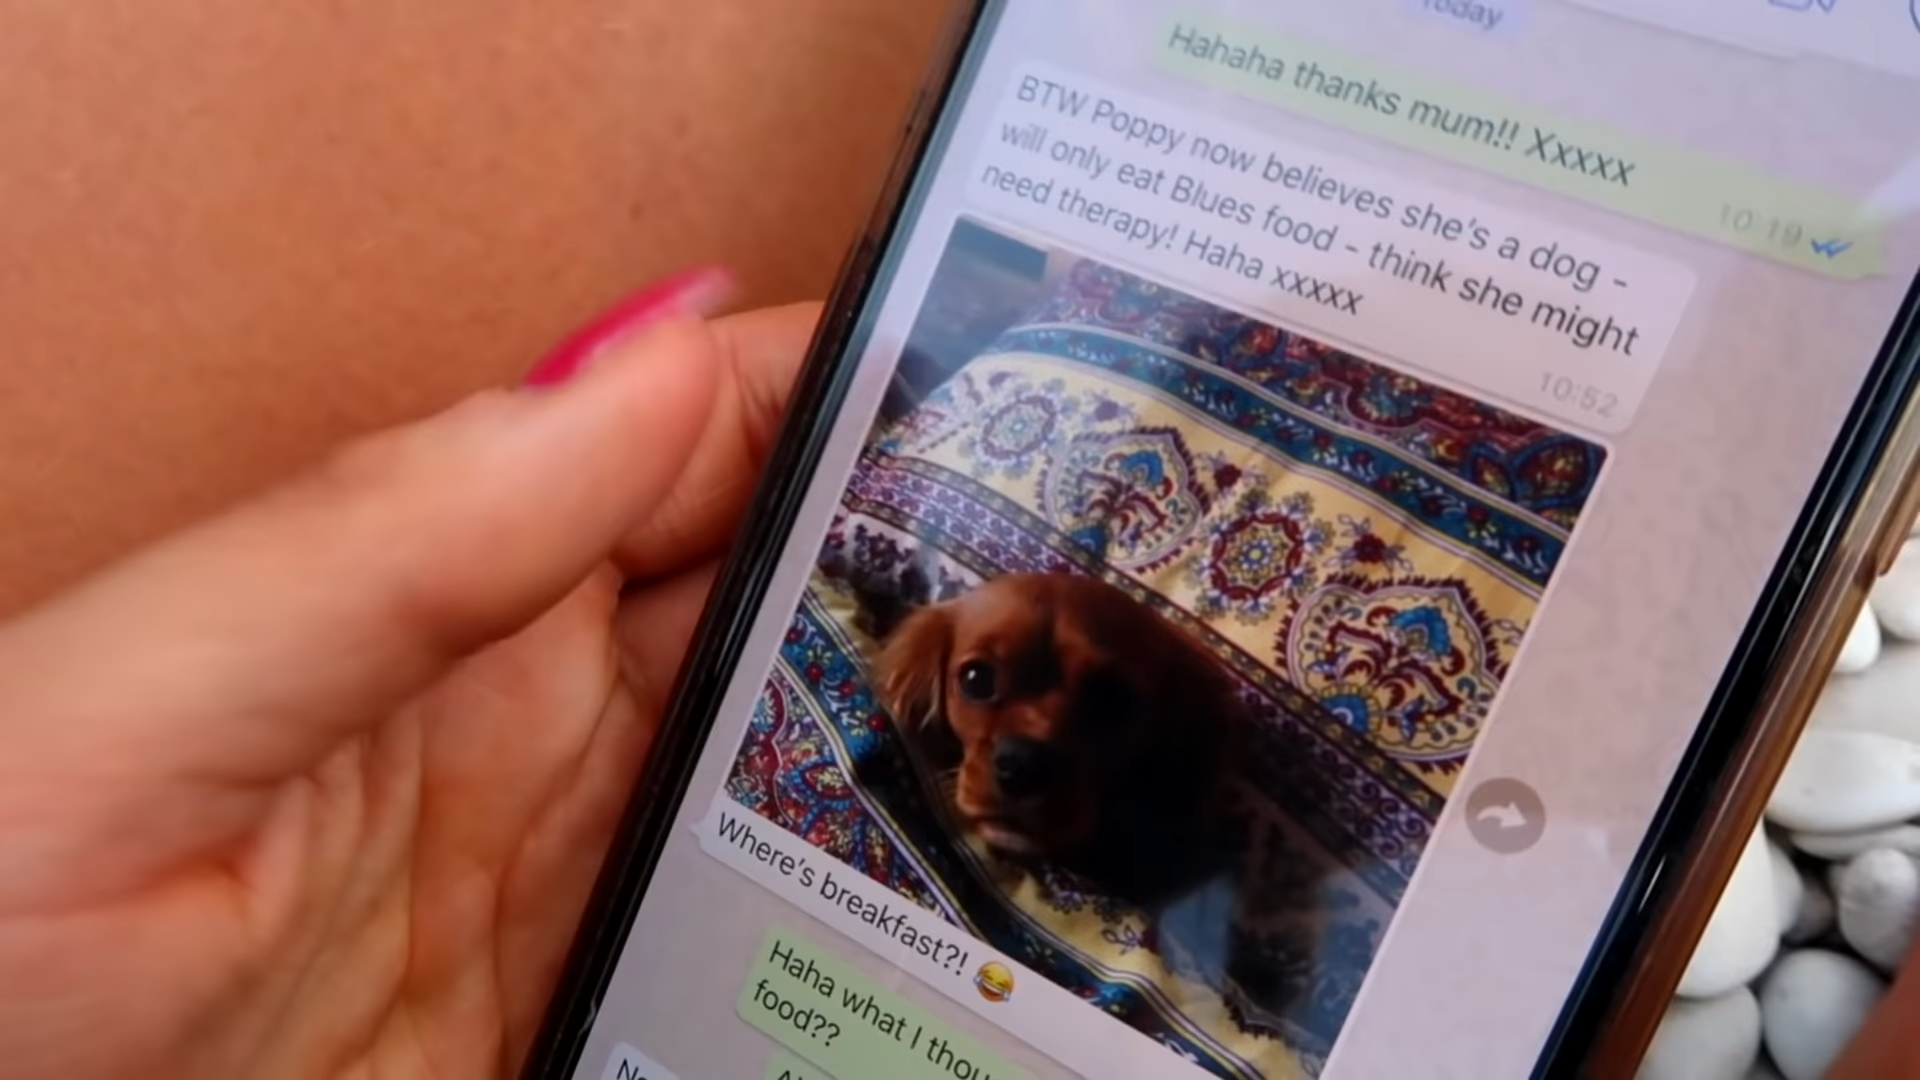 Today
Hahaha thanks mum!! Xxxxx
10:19
BTW Poppy now believes she's a dog -
will only eat Blues food - think she might
need therapy! Haha xxxxx
10:52
Where's breakfast?! 😂
Haha what I thou
food??